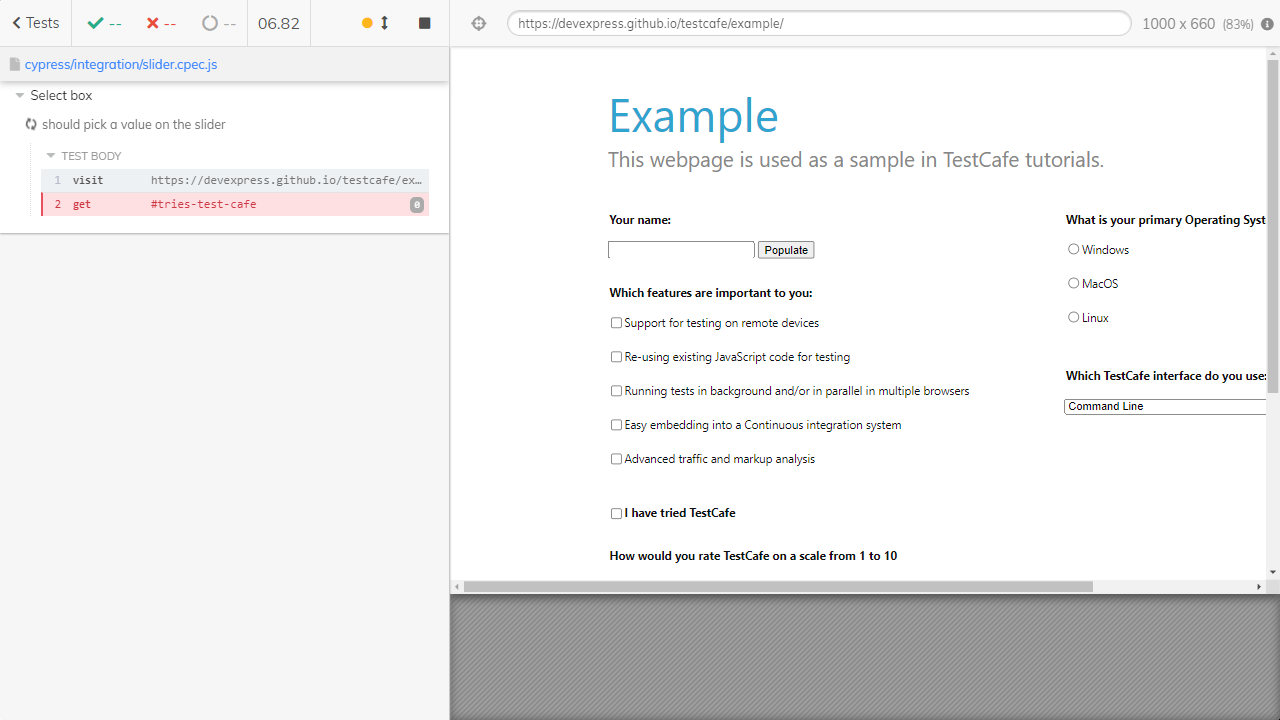 Tests
--
--
--
06.82
https://devexpress.github.io/testcafe/example/
1000 x 660 (83%)
cypress/integration/slider.cpec.js
Select box
should pick a value on the slider
TEST BODY
1 visit https://devexpress.github.io/testcafe/ex…
2 get #tries-test-cafe 0
Example
This webpage is used as a sample in TestCafe tutorials.
Your name:
Populate
Which features are important to you:
Support for testing on remote devices
Re-using existing JavaScript code for testing
Running tests in background and/or in parallel in multiple browsers
Easy embedding into a Continuous integration system
Advanced traffic and markup analysis
I have tried TestCafe
How would you rate TestCafe on a scale from 1 to 10
What is your primary Operating Syst
Windows
MacOS
Linux
Which TestCafe interface do you use:
Command Line